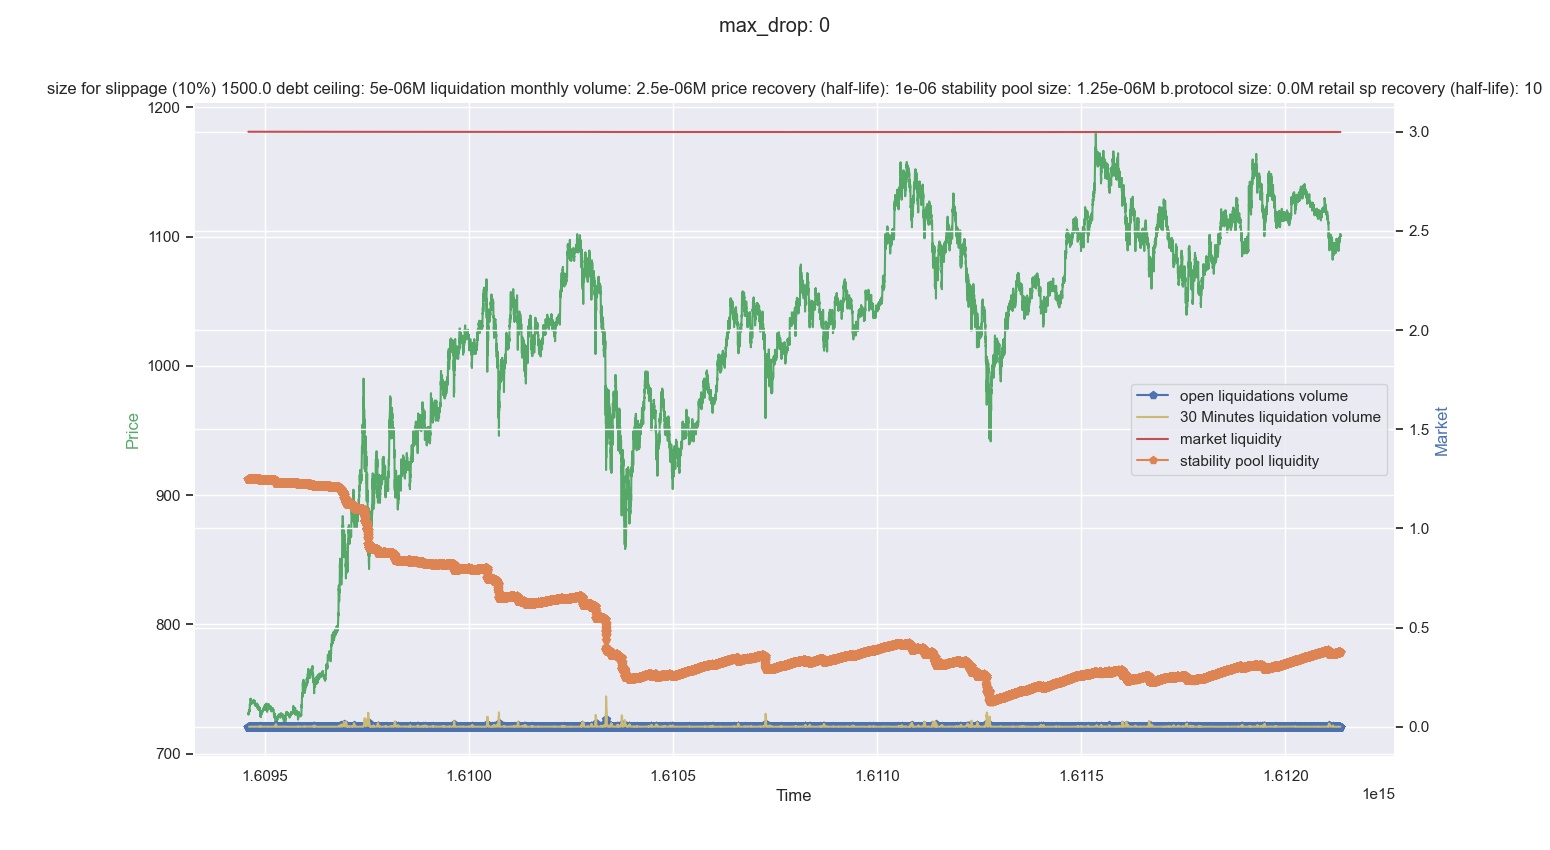 max_drop: 0
size for slippage (10%) 1500.0 debt ceiling: 5e-06M liquidation monthly volume: 2.5e-06M price recovery (half-life): 1e-06 stability pool size: 1.25e-06M b.protocol size: 0.0M retail sp recovery (half-life): 10
1200
1100
1000
900
800
700
Price
3.0
2.5
2.0
1.5
1.0
0.5
0.0
Market
open liquidations volume
30 Minutes liquidation volume
market liquidity
stability pool liquidity
1.6095 1.6100 1.6105 1.6110 1.6115 1.6120
Time
1e15